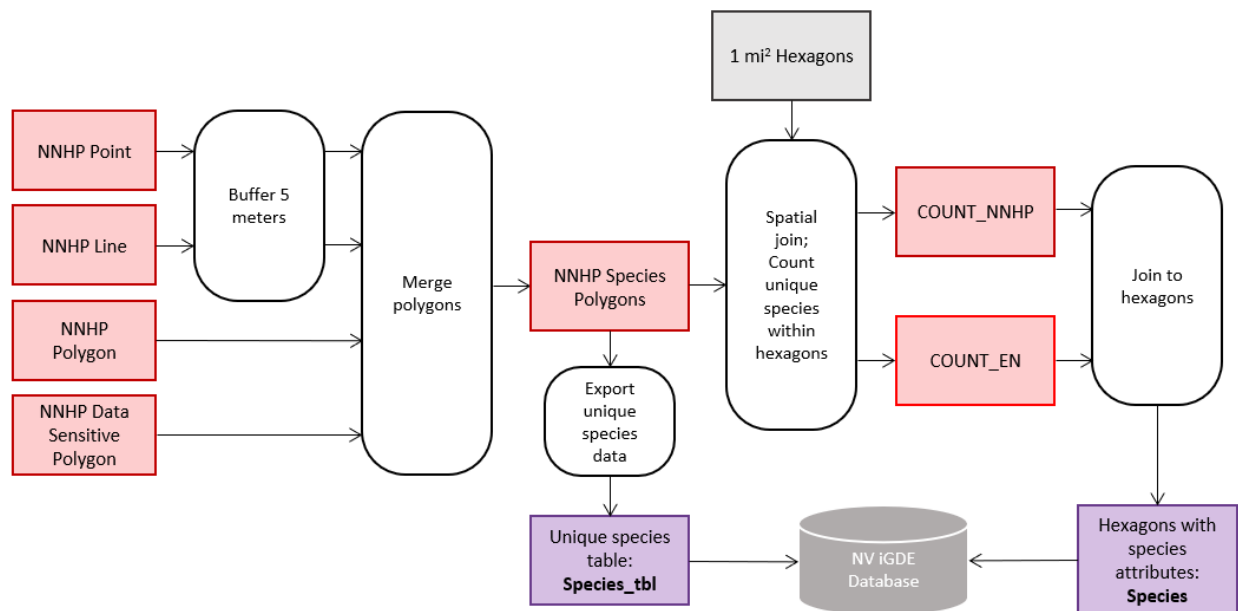 1 mi² Hexagons
NNHP Point
NNHP Line
NNHP
Polygon
NNHP Data
Sensitive
Polygon
Buffer 5
meters
Merge
polygons
NNHP Species
Polygons
Export
unique
species
data
Unique species
table:
Species_tbl
Spatial
join;
Count
unique
species
within
hexagons
COUNT_NNHP
COUNT_EN
Join to
hexagons
Hexagons with
species
attributes:
Species
NV iGDE
Database